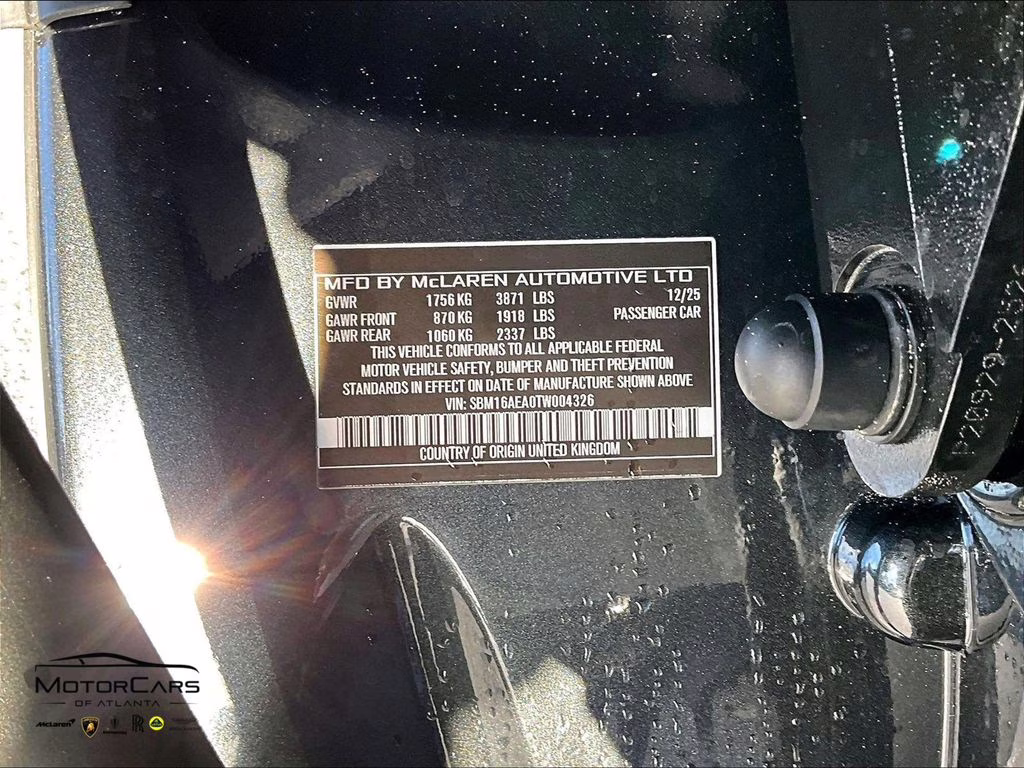 MFD BY McLAREN AUTOMOTIVE LTD
GVWR 1756 KG 3871 LBS 12/25
GAWR FRONT 870 KG 1918 LBS PASSENGER CAR
GAWR REAR 1060 KG 2337 LBS
THIS VEHICLE CONFORMS TO ALL APPLICABLE FEDERAL
MOTOR VEHICLE SAFETY, BUMPER AND THEFT PREVENTION
STANDARDS IN EFFECT ON DATE OF MANUFACTURE SHOWN ABOVE
VIN: SBM16AEA0TW004326
COUNTRY OF ORIGIN UNITED KINGDOM
MOTORCARS
OF ATLANTA
McLaren